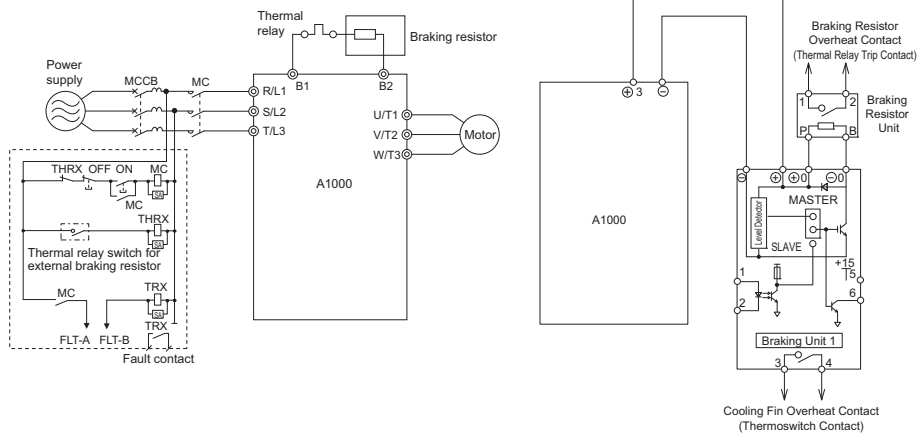 Thermal
relay
Braking resistor
B1
B2
Power
supply
MCCB
MC
R/L1
S/L2
T/L3
U/T1
V/T2
W/T3
Motor
A1000
THRX
OFF
ON
MC
SA
MC
THRX
SA
Thermal relay switch for
external braking resistor
MC
TRX
SA
FLT-A
FLT-B
TRX
Fault contact
⊕ 3
⊖
A1000
Braking Resistor
Overheat Contact
(Thermal Relay Trip Contact)
1
2
Braking
Resistor
Unit
P
B
⊖
⊕
⊕0
⊖0
MASTER
Level Detector
SLAVE
+15
1
5
2
6
Braking Unit 1
3
4
Cooling Fin Overheat Contact
(Thermoswitch Contact)